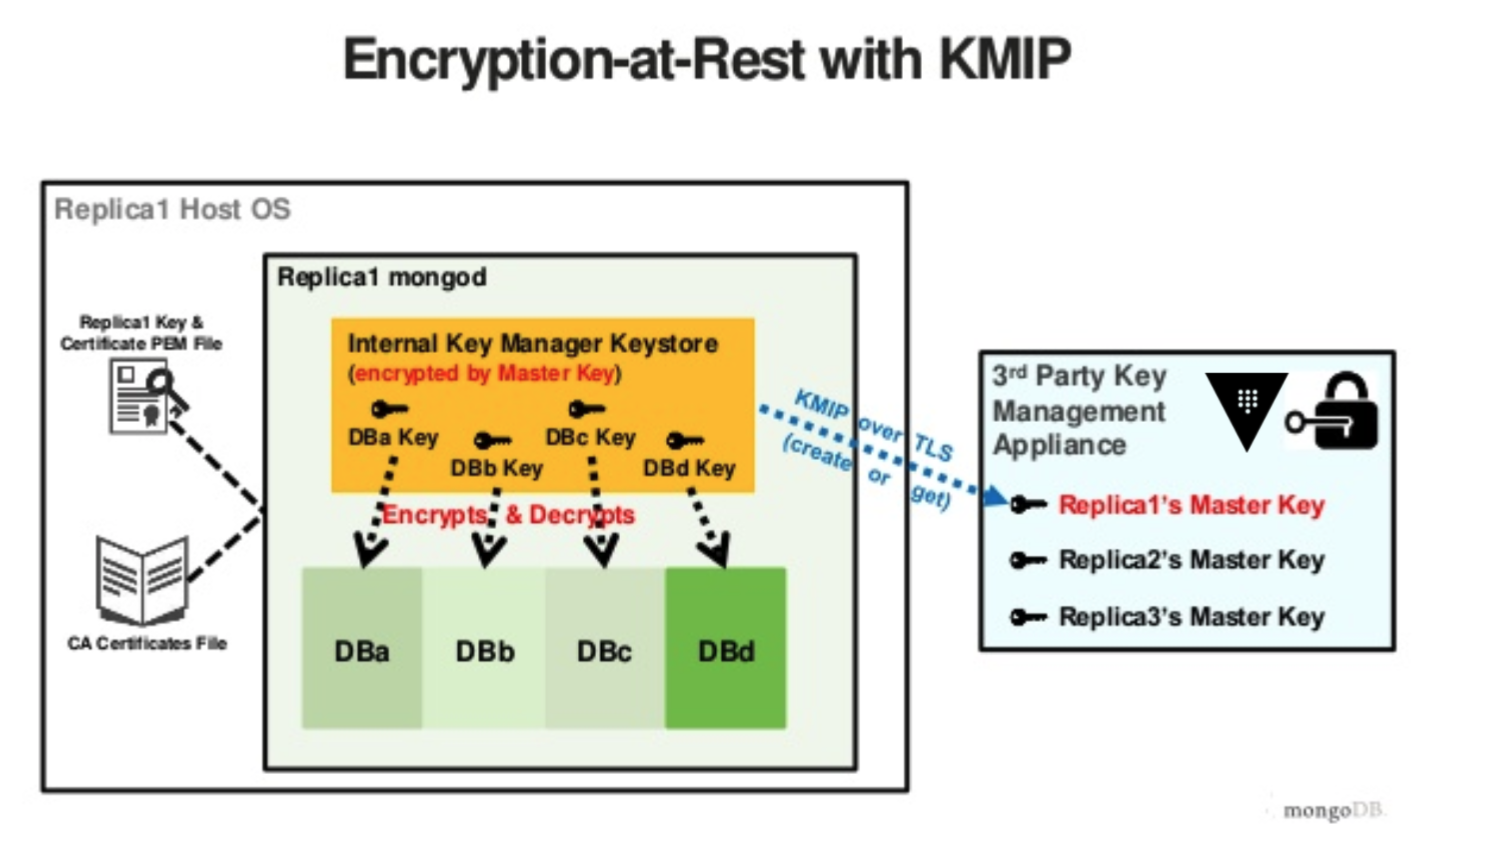 Encryption-at-Rest with KMIP
Replica1 Host OS
Replica1 mongod
Replica1 Key &
Certificate PEM File
CA Certificates File
Internal Key Manager Keystore
(encrypted by Master Key)
DBa Key
DBb Key
DBc Key
DBd Key
Encrypts & Decrypts
DBa
DBb
DBc
DBd
KMIP over TLS
(create or get)
3rd Party Key
Management
Appliance
Replica1's Master Key
Replica2's Master Key
Replica3's Master Key
mongoDB